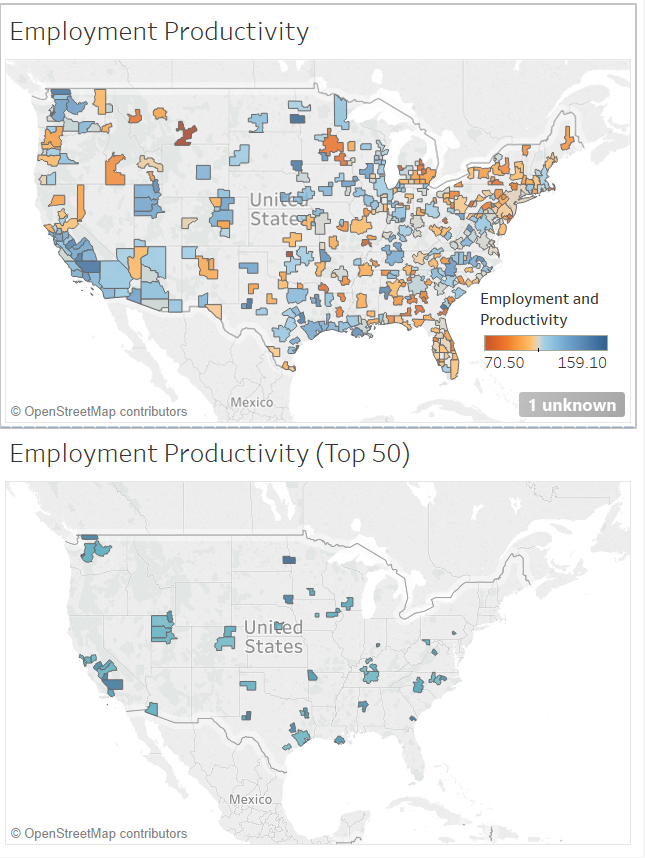 Employment Productivity
United
States
Employment and
Productivity
70.50 159.10
1 unknown
Mexico
© OpenStreetMap contributors
Employment Productivity (Top 50)
United
States
Mexico
© OpenStreetMap contributors